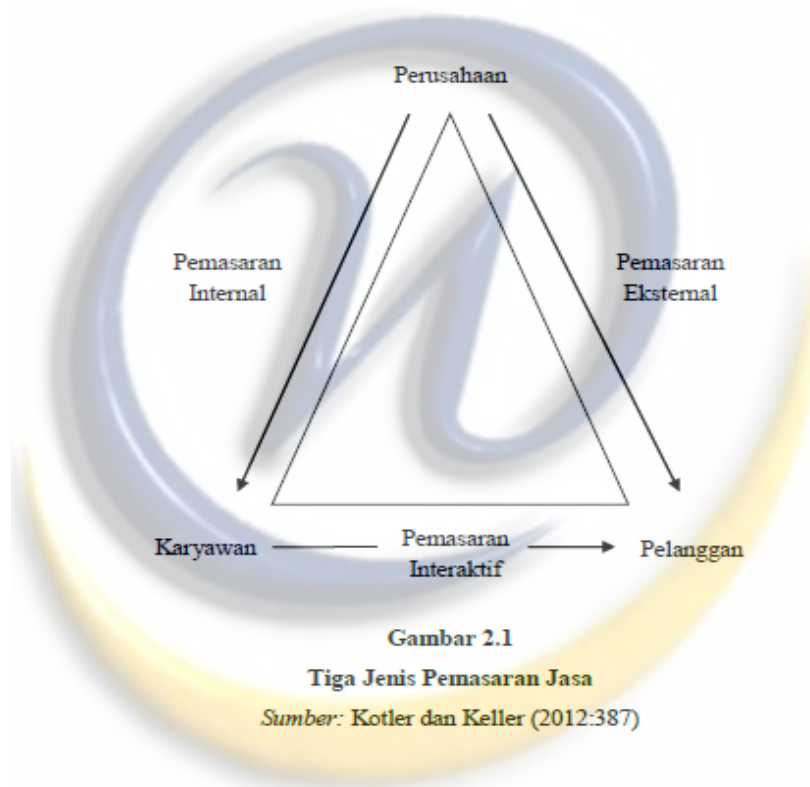 Perusahaan
Pemasaran
Internal
Pemasaran
Eksternal
Karyawan
Pemasaran
Interaktif
Pelanggan
Gambar 2.1
Tiga Jenis Pemasaran Jasa
Sumber: Kotler dan Keller (2012:387)